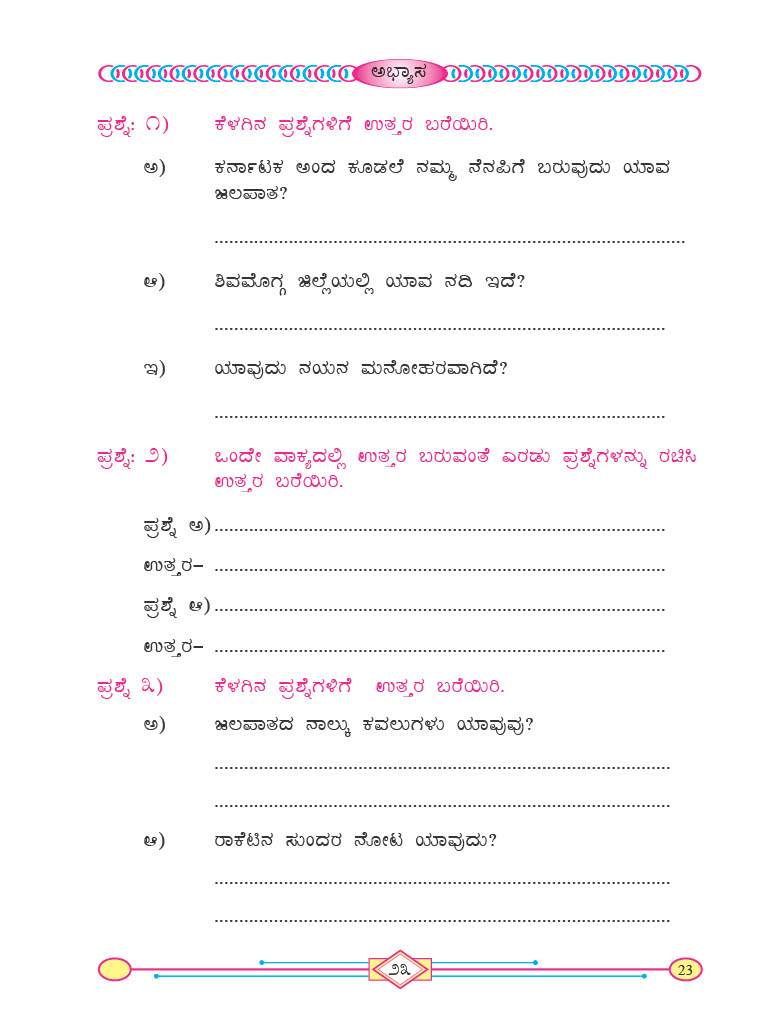 ಅಭ್ಯಾಸ
ಪ್ರಶ್ನೆ: ೧) ಕೆಳಗಿನ ಪ್ರಶ್ನೆಗಳಿಗೆ ಉತ್ತರ ಬರೆಯಿರಿ.
ಅ) ಕರ್ನಾಟಕ ಅಂದ ಕೂಡಲೆ ನಮ್ಮ ನೆನಪಿಗೆ ಬರುವುದು ಯಾವ
ಜಲಪಾತ?
..............................................................................................
ಆ) ಶಿವಮೊಗ್ಗ ಜಿಲ್ಲೆಯಲ್ಲಿ ಯಾವ ನದಿ ಇದೆ?
..........................................................................................
ಇ) ಯಾವುದು ನಯನ ಮನೋಹರವಾಗಿದೆ?
..........................................................................................
ಪ್ರಶ್ನೆ: ೨) ಒಂದೇ ವಾಕ್ಯದಲ್ಲಿ ಉತ್ತರ ಬರುವಂತೆ ಎರಡು ಪ್ರಶ್ನೆಗಳನ್ನು ರಚಿಸಿ
ಉತ್ತರ ಬರೆಯಿರಿ.
ಪ್ರಶ್ನೆ ಅ) ..........................................................................................
ಉತ್ತರ– ..........................................................................................
ಪ್ರಶ್ನೆ ಆ) ..........................................................................................
ಉತ್ತರ– ..........................................................................................
ಪ್ರಶ್ನೆ ೩) ಕೆಳಗಿನ ಪ್ರಶ್ನೆಗಳಿಗೆ ಉತ್ತರ ಬರೆಯಿರಿ.
ಅ) ಜಲಪಾತದ ನಾಲ್ಕು ಕವಲುಗಳು ಯಾವುವು?
...........................................................................................
...........................................................................................
ಆ) ರಾಕೆಟಿನ ಸುಂದರ ನೋಟ ಯಾವುದು?
...........................................................................................
...........................................................................................
೨೩ 23